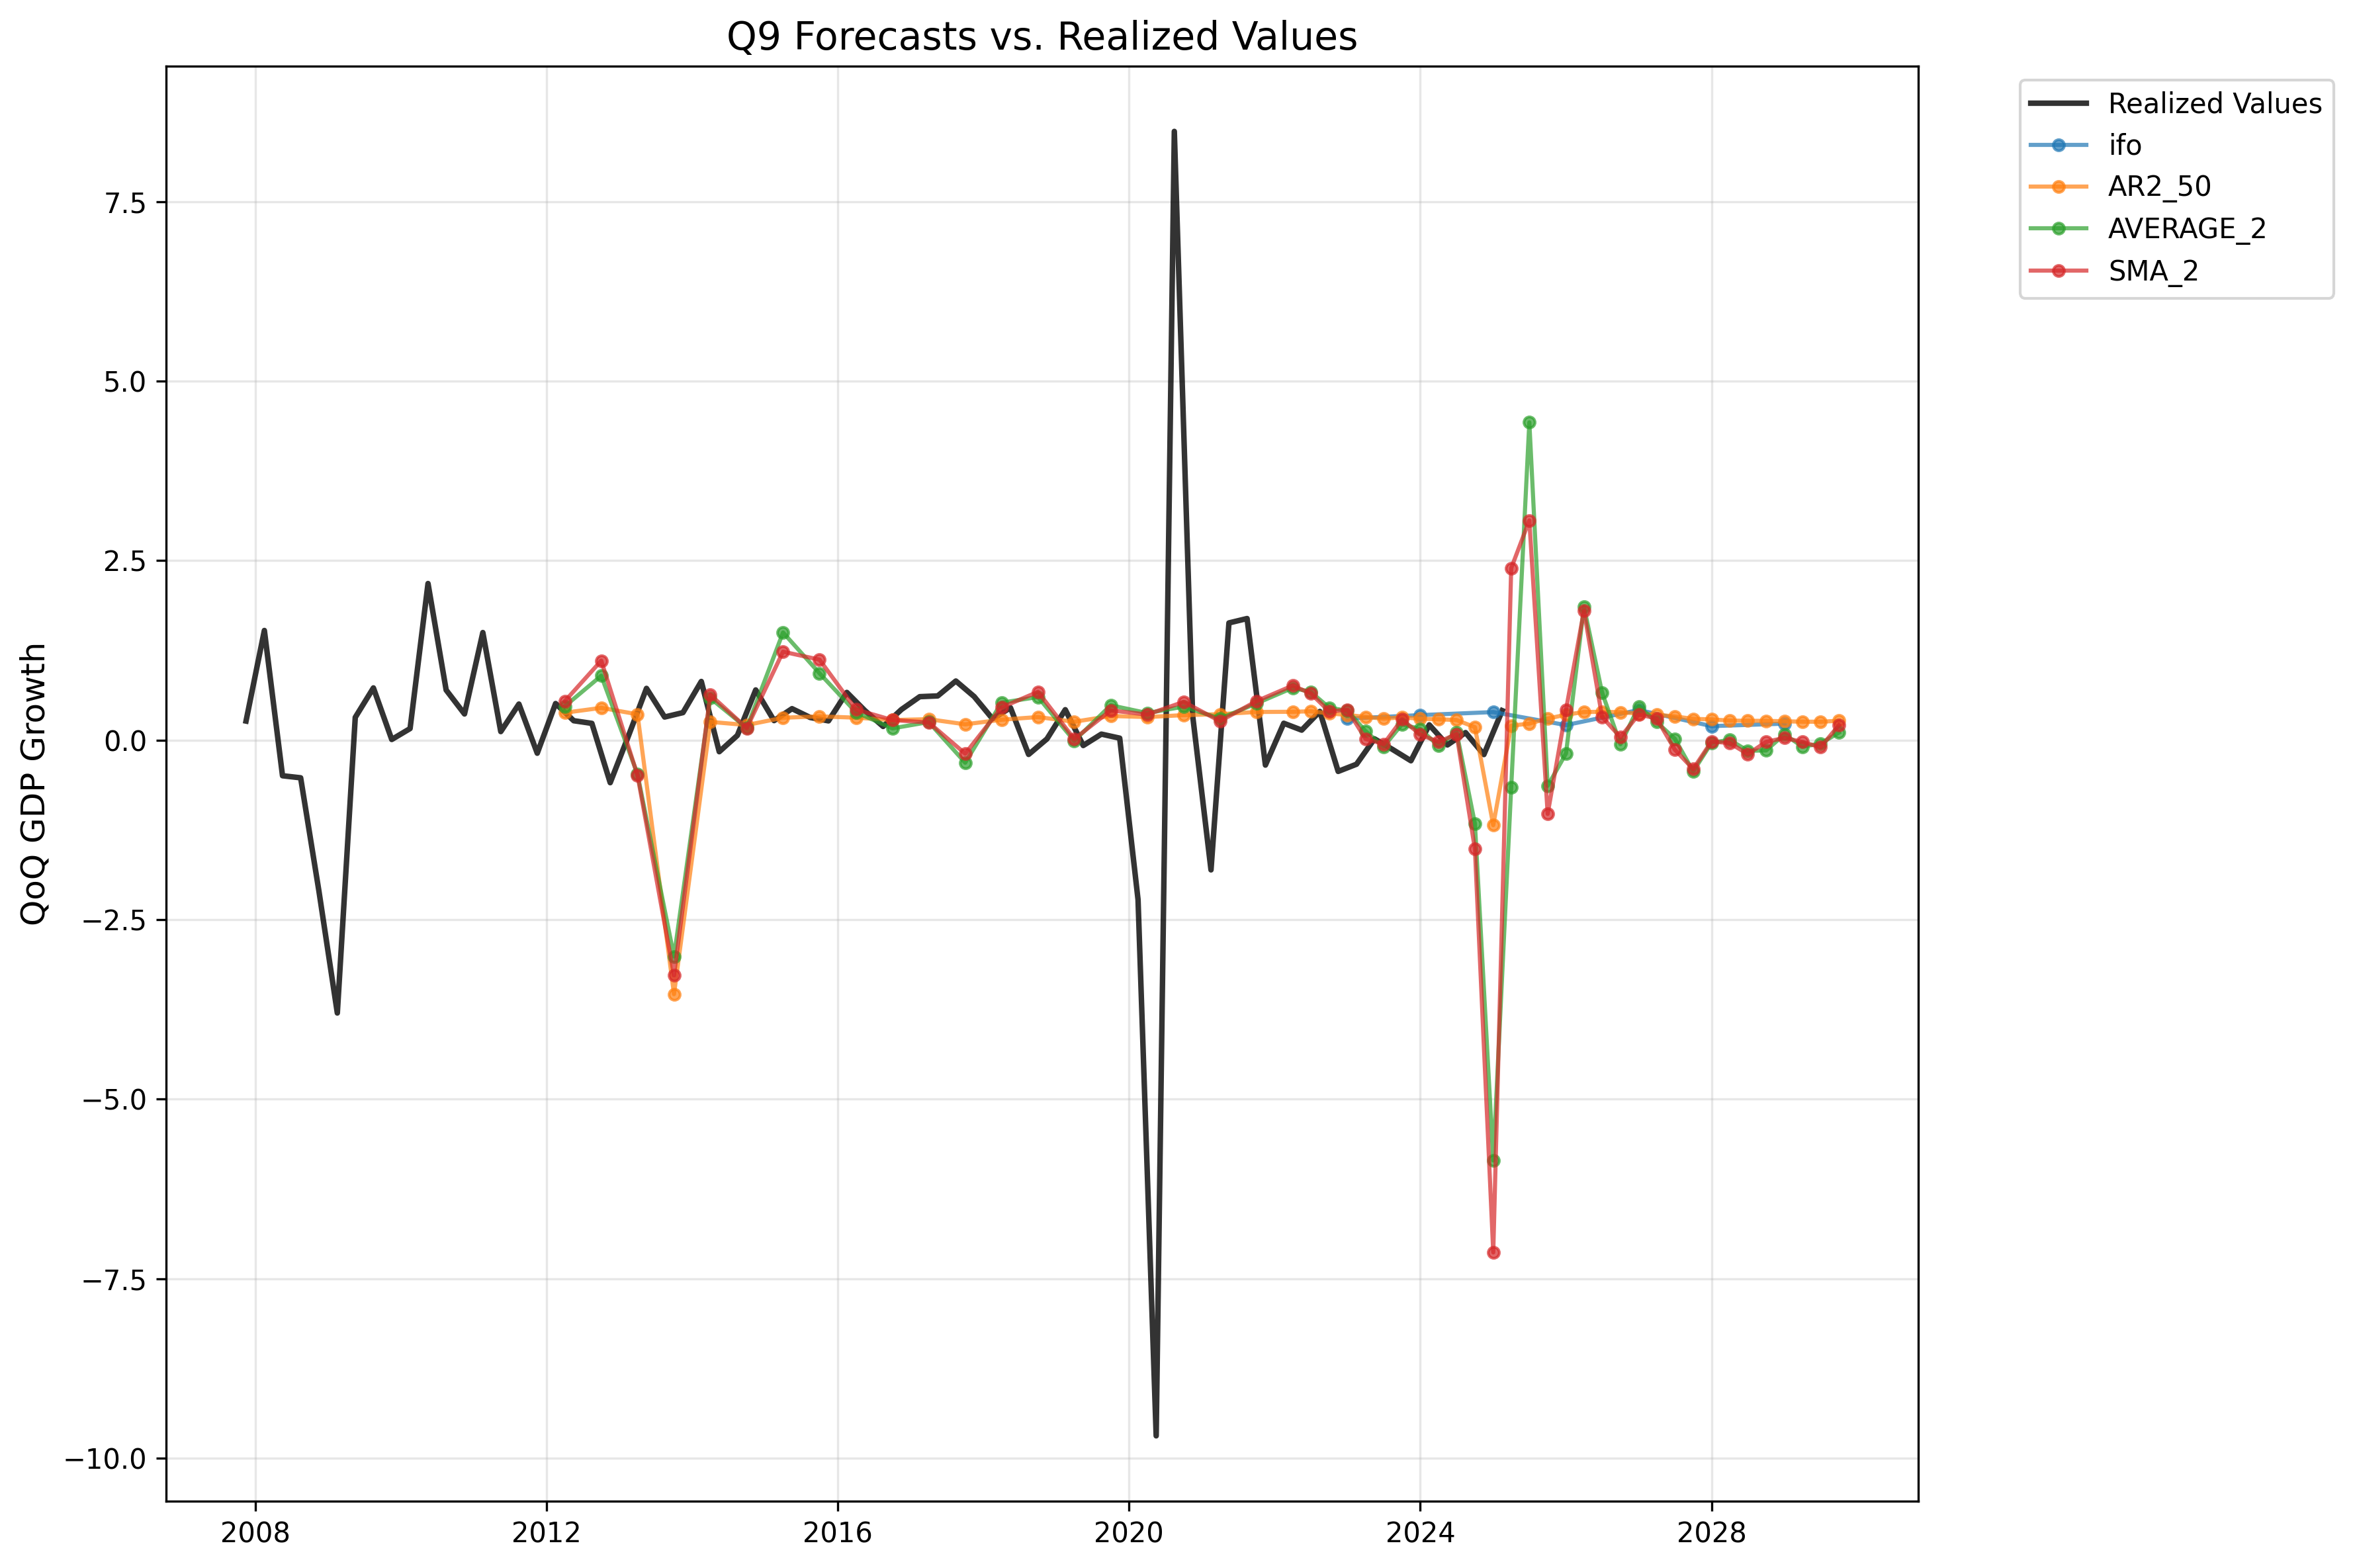 Q9 Forecasts vs. Realized Values
Realized Values
ifo
AR2_50
AVERAGE_2
SMA_2
QoQ GDP Growth
7.5
5.0
2.5
0.0
−2.5
−5.0
−7.5
−10.0
2008
2012
2016
2020
2024
2028